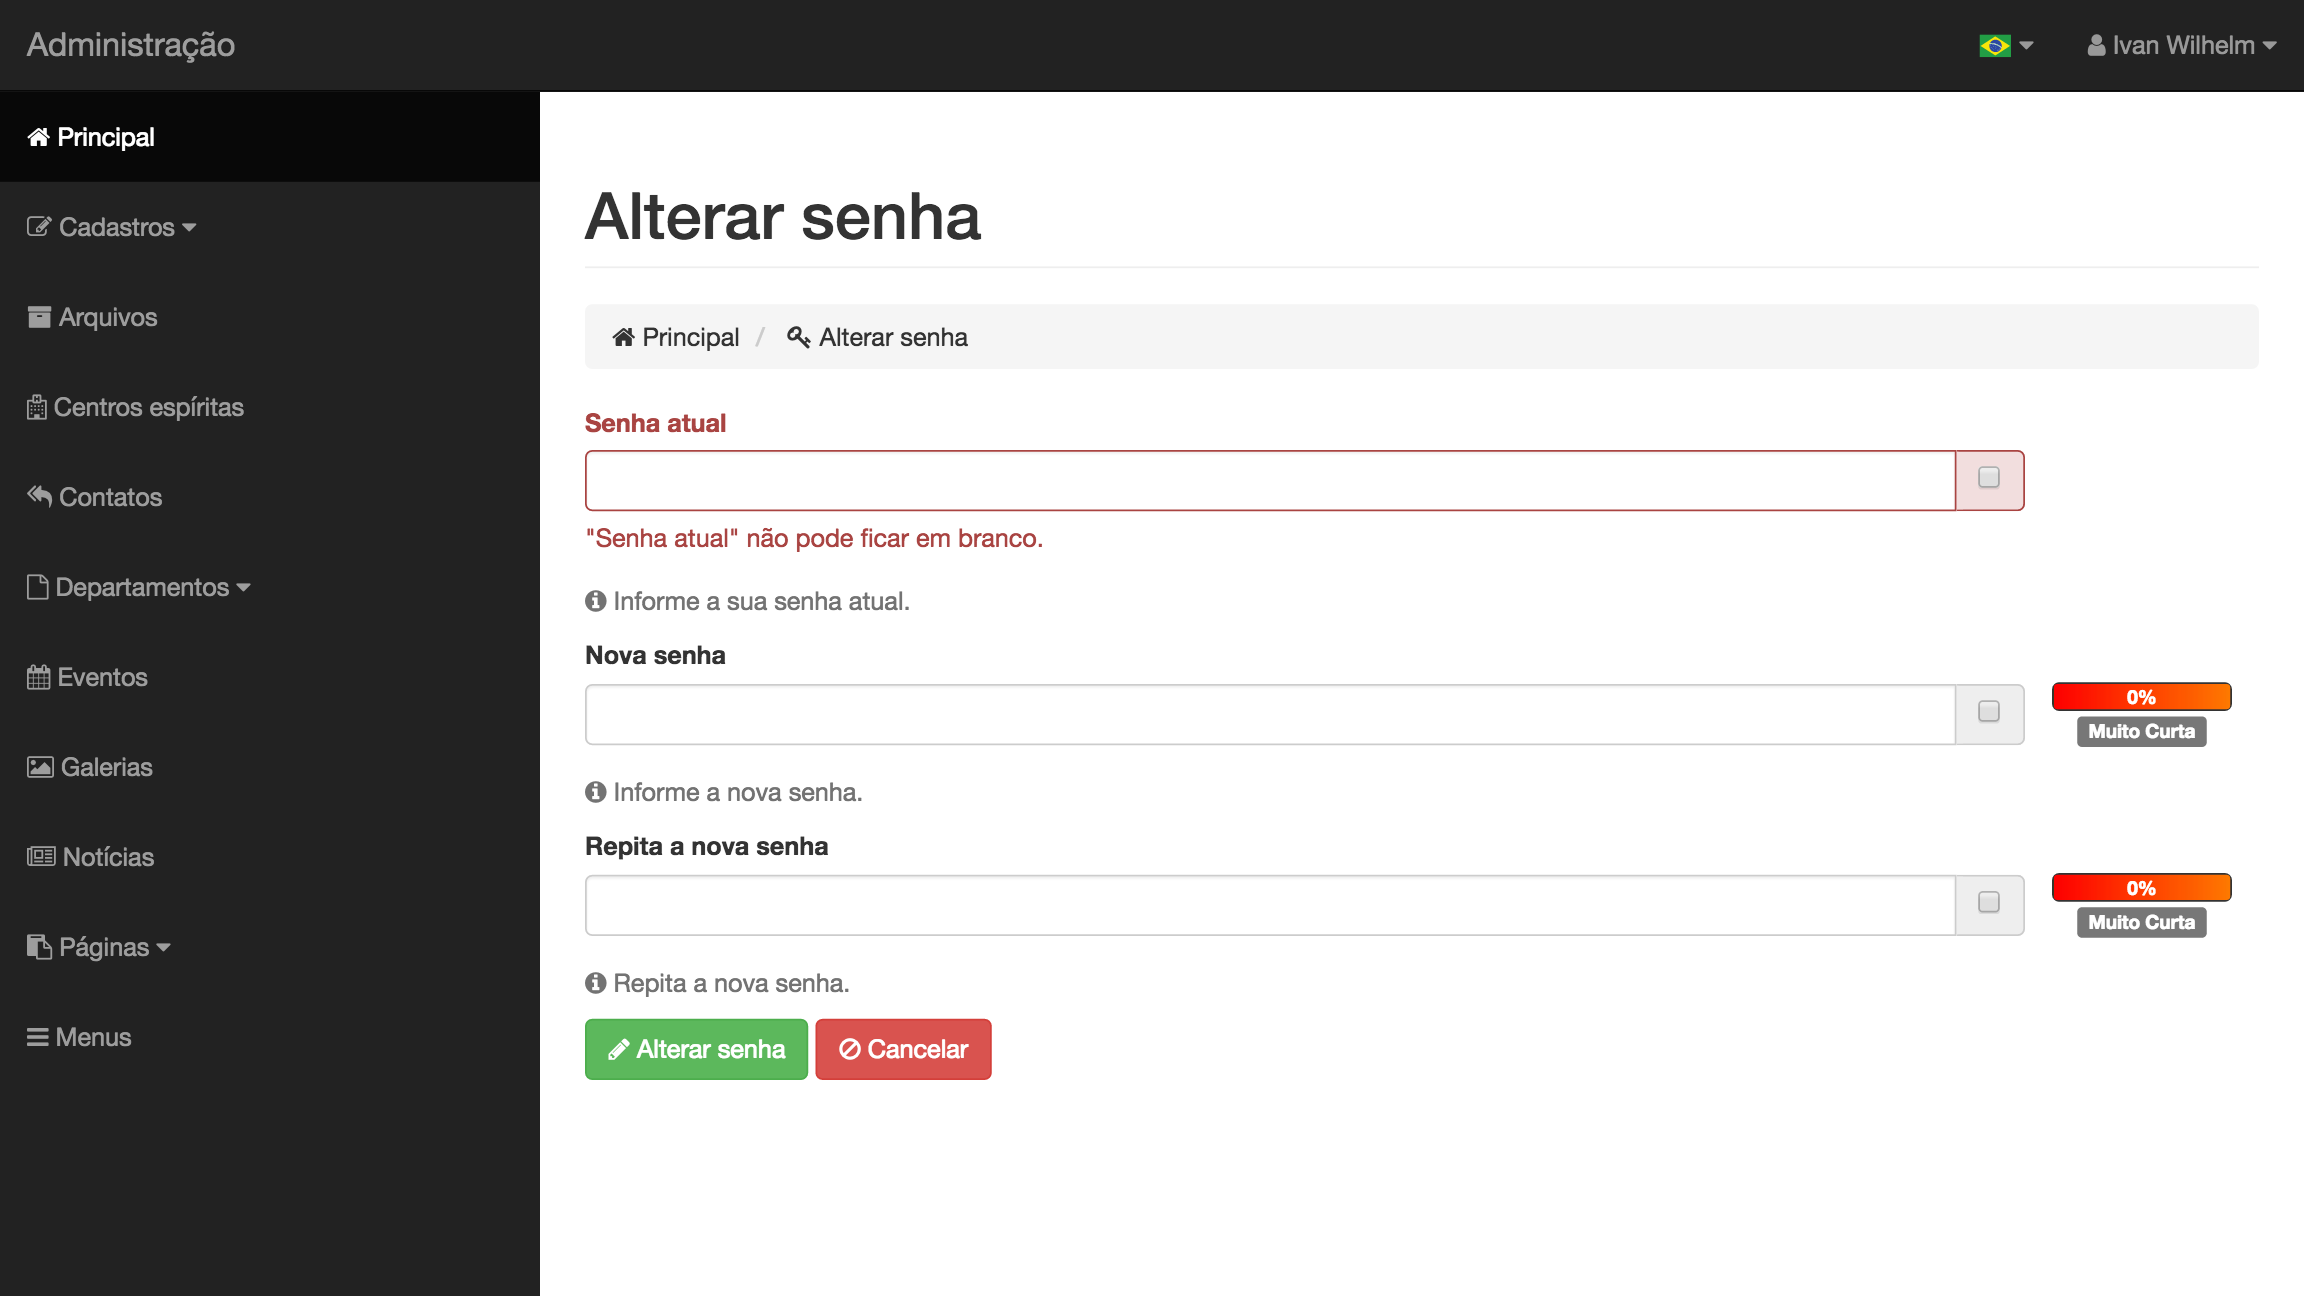 Administração
Ivan Wilhelm
Principal
Cadastros
Arquivos
Centros espíritas
Contatos
Departamentos
Eventos
Galerias
Notícias
Páginas
Menus
Alterar senha
Principal / Alterar senha
Senha atual
"Senha atual" não pode ficar em branco.
Informe a sua senha atual.
Nova senha
0%
Muito Curta
Informe a nova senha.
Repita a nova senha
0%
Muito Curta
Repita a nova senha.
Alterar senha
Cancelar